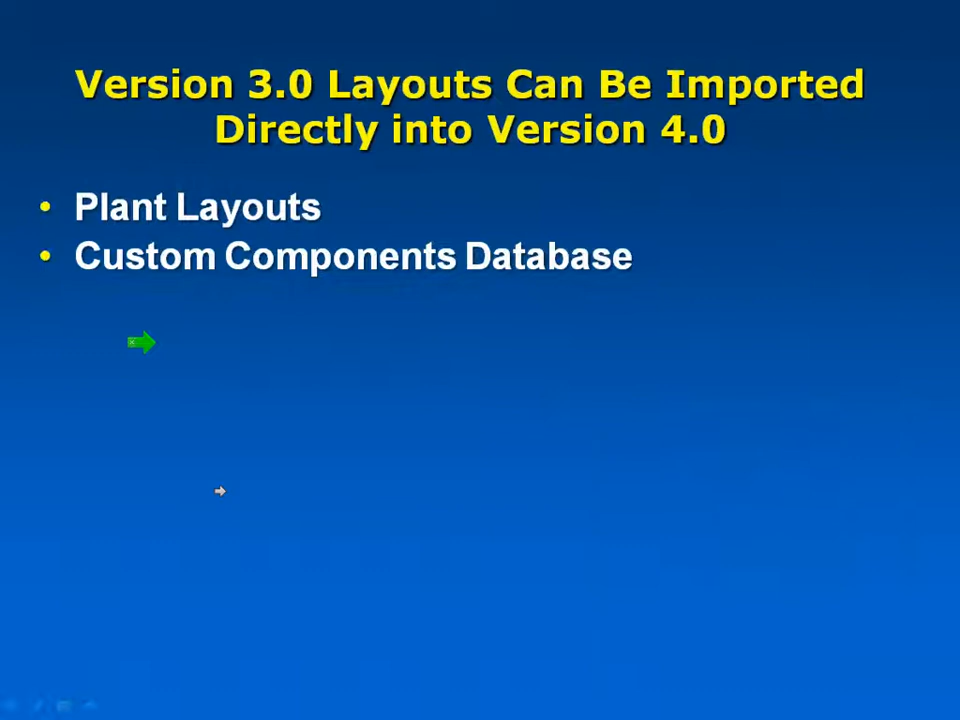 Version 3.0 Layouts Can Be Imported
Directly into Version 4.0
• Plant Layouts
• Custom Components Database